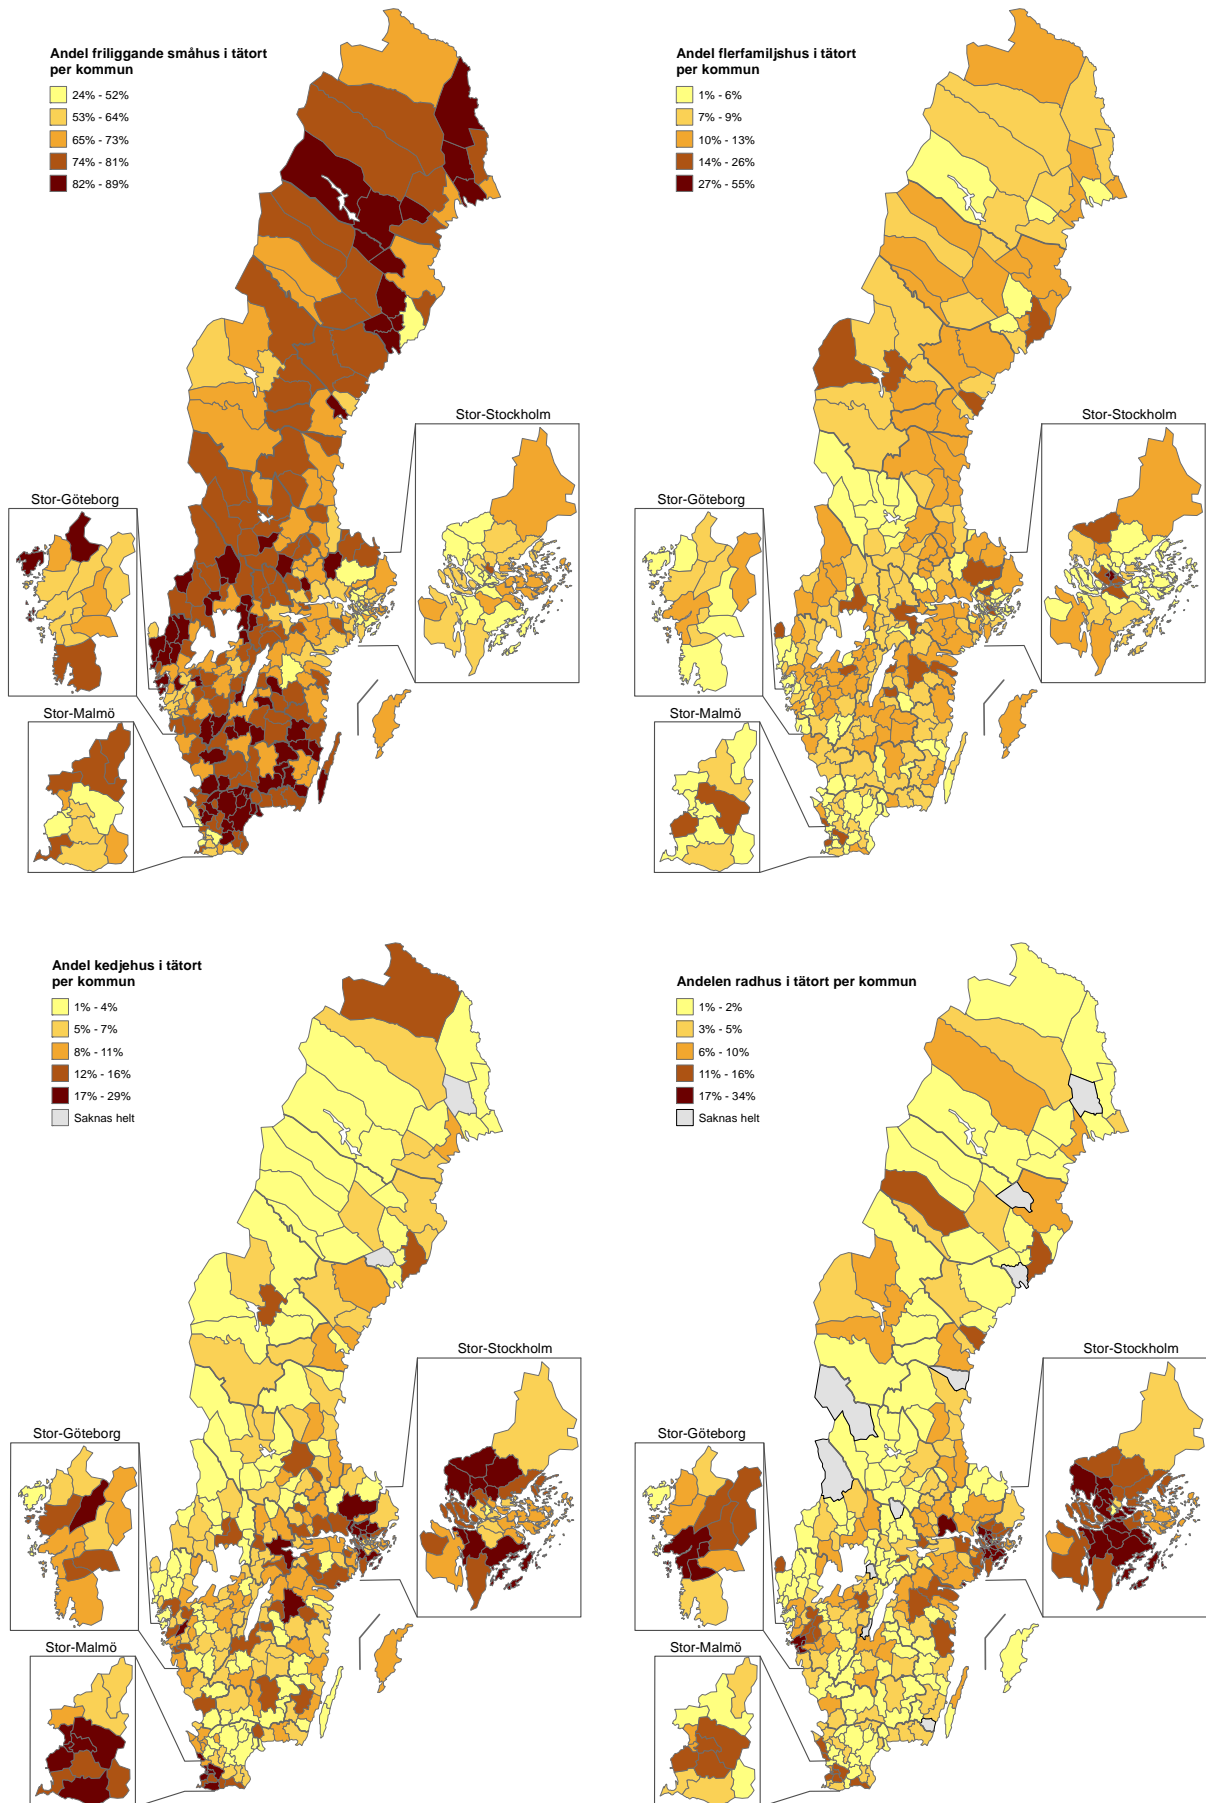 Andel friliggande småhus i tätort
per kommun
24% - 52%
53% - 64%
65% - 73%
74% - 81%
82% - 89%
Stor-Stockholm
Stor-Göteborg
Stor-Malmö
Andel flerfamiljshus i tätort
per kommun
1% - 6%
7% - 9%
10% - 13%
14% - 26%
27% - 55%
Stor-Stockholm
Stor-Göteborg
Stor-Malmö
Andel kedjehus i tätort
per kommun
1% - 4%
5% - 7%
8% - 11%
12% - 16%
17% - 29%
Saknas helt
Stor-Stockholm
Stor-Göteborg
Stor-Malmö
Andelen radhus i tätort per kommun
1% - 2%
3% - 5%
6% - 10%
11% - 16%
17% - 34%
Saknas helt
Stor-Stockholm
Stor-Göteborg
Stor-Malmö